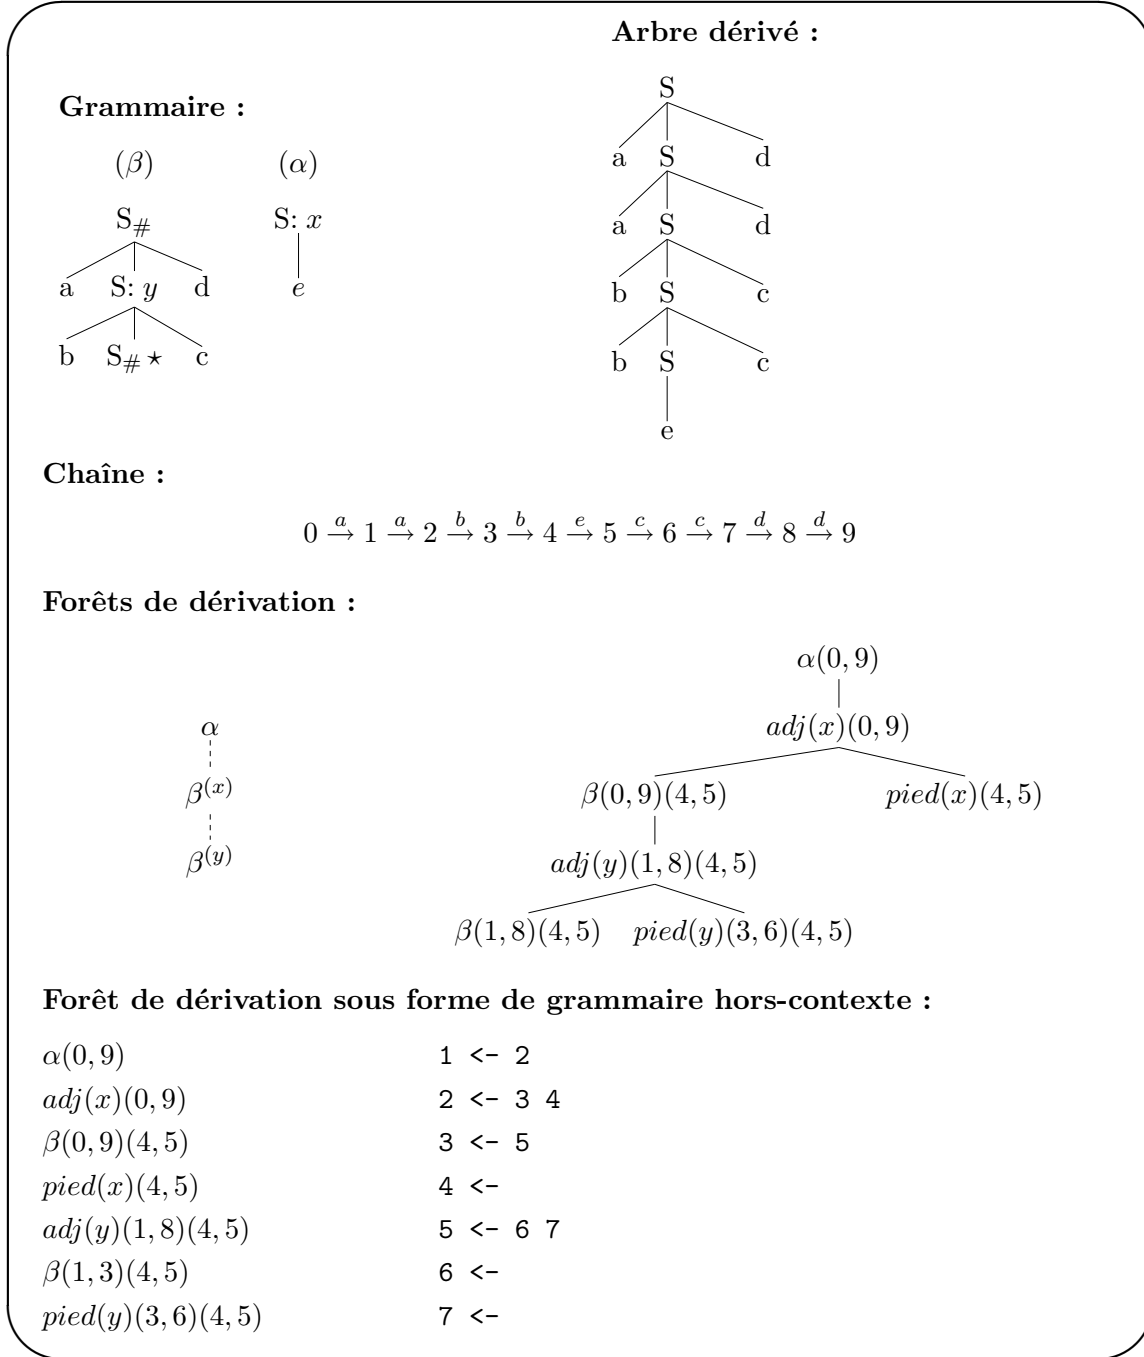 Arbre dérivé :
S
a S d
a S d
b S c
b S c
e
Grammaire :
(β) (α)
S# S: x
a S: y d e
b S# ⋆ c
Chaîne :
0 →a 1 →a 2 →b 3 →b 4 →e 5 →c 6 →c 7 →d 8 →d 9
Forêts de dérivation :
α
β(x)
β(y)
α(0, 9)
adj(x)(0, 9)
β(0, 9)(4, 5) pied(x)(4, 5)
adj(y)(1, 8)(4, 5)
β(1, 8)(4, 5) pied(y)(3, 6)(4, 5)
Forêt de dérivation sous forme de grammaire hors-contexte :
α(0, 9) 1 <- 2
adj(x)(0, 9) 2 <- 3 4
β(0, 9)(4, 5) 3 <- 5
pied(x)(4, 5) 4 <-
adj(y)(1, 8)(4, 5) 5 <- 6 7
β(1, 3)(4, 5) 6 <-
pied(y)(3, 6)(4, 5) 7 <-